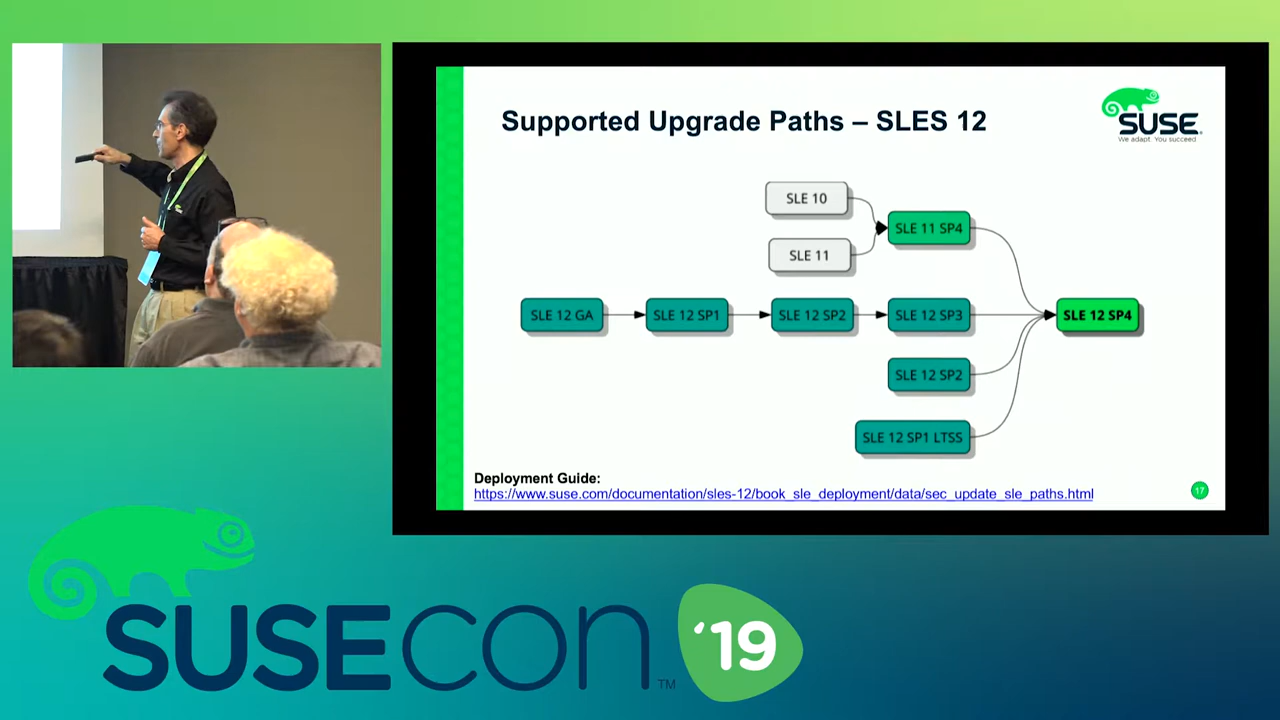 Supported Upgrade Paths – SLES 12
SUSE
We adapt. You succeed
SLE 10
SLE 11
SLE 11 SP4
SLE 12 GA
SLE 12 SP1
SLE 12 SP2
SLE 12 SP3
SLE 12 SP4
SLE 12 SP2
SLE 12 SP1 LTSS
Deployment Guide:
https://www.suse.com/documentation/sles-12/book_sle_deployment/data/sec_update_sle_paths.html
17
SUSECON™ '19